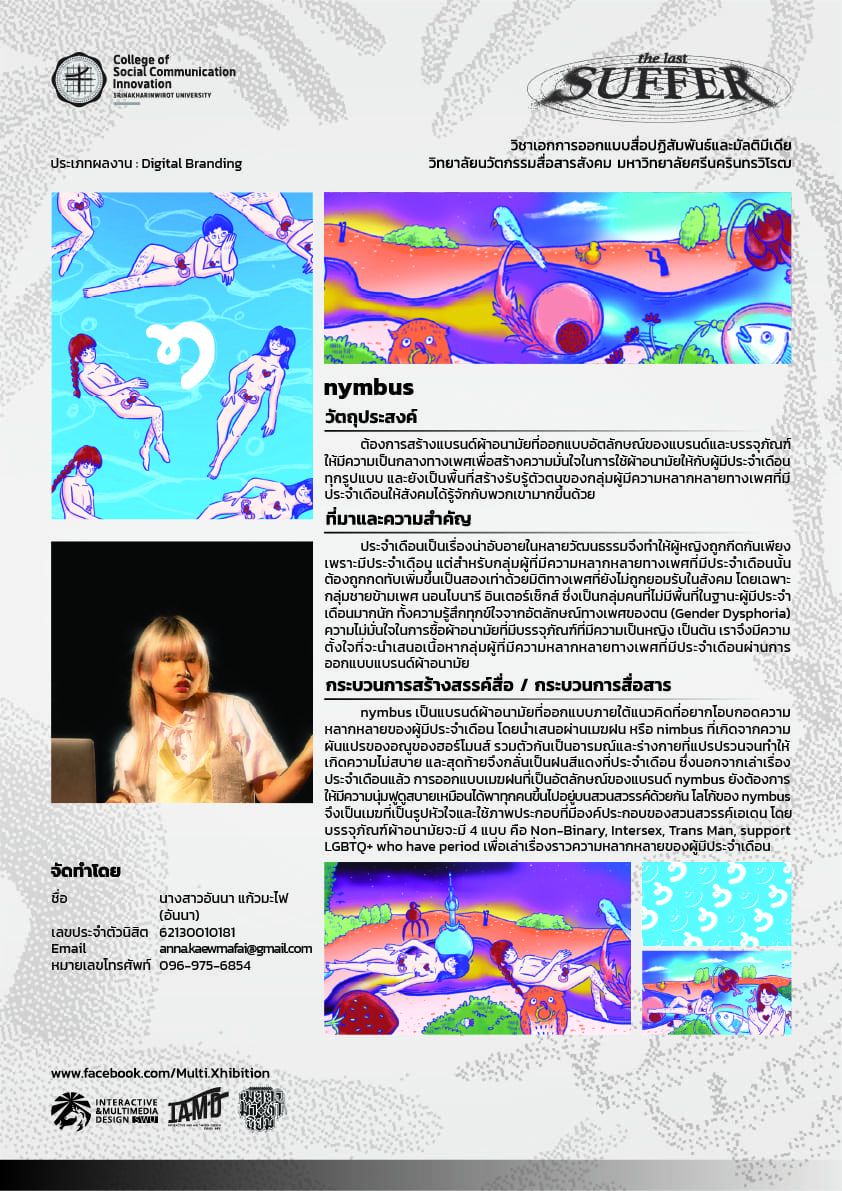 College of
Social Communication
Innovation
SRINAKHARINWIROT UNIVERSITY
the last
SUFFER
วิชาเอกการออกแบบสื่อปฏิสัมพันธ์และมัลติมีเดีย
ประเภทผลงาน : Digital Branding
วิทยาลัยนวัตกรรมสื่อสารสังคม มหาวิทยาลัยศรีนครินทรวิโรฒ
nymbus
วัตถุประสงค์
ต้องการสร้างแบรนด์ผ้าอนามัยที่ออกแบบอัตลักษณ์ของแบรนด์และบรรจุภัณฑ์
ให้มีความเป็นกลางทางเพศเพื่อสร้างความมั่นใจในการใช้ผ้าอนามัยให้กับผู้มีประจำเดือน
ทุกรูปแบบ และยังเป็นพื้นที่สร้างรับรู้ตัวตนของกลุ่มผู้มีความหลากหลายทางเพศที่มี
ประจำเดือนให้สังคมได้รู้จักกับพวกเขามากขึ้นด้วย
ที่มาและความสำคัญ
ประจำเดือนเป็นเรื่องน่าอับอายในหลายวัฒนธรรมจึงทำให้ผู้หญิงถูกกีดกันเพียง
เพราะมีประจำเดือน แต่สำหรับกลุ่มผู้ที่มีความหลากหลายทางเพศที่มีประจำเดือนนั้น
ต้องถูกกดทับเพิ่มขึ้นเป็นสองเท่าด้วยมิติทางเพศที่ยังไม่ถูกยอมรับในสังคม โดยเฉพาะ
กลุ่มชายข้ามเพศ นอนไบนารี อินเตอร์เซ็กส์ ซึ่งเป็นกลุ่มคนที่ไม่มีพื้นที่ในฐานะผู้มีประจำ
เดือนมากนัก ทั้งความรู้สึกทุกข์ใจจากอัตลักษณ์ทางเพศของตน (Gender Dysphoria)
ความไม่มั่นใจในการซื้อผ้าอนามัยที่มีบรรจุภัณฑ์ที่มีความเป็นหญิง เป็นต้น เราจึงมีความ
ตั้งใจที่จะนำเสนอเนื้อหากลุ่มผู้ที่มีความหลากหลายทางเพศที่มีประจำเดือนผ่านการ
ออกแบบแบรนด์ผ้าอนามัย
กระบวนการสร้างสรรค์สื่อ / กระบวนการสื่อสาร
nymbus เป็นแบรนด์ผ้าอนามัยที่ออกแบบภายใต้แนวคิดที่อยากโอบกอดความ
หลากหลายของผู้มีประจำเดือน โดยนำเสนอผ่านเมฆฝน หรือ nimbus ที่เกิดจากความ
ผันแปรของอณูของฮอร์โมนส์ รวมตัวกันเป็นอารมณ์และร่างกายที่แปรปรวนจนทำให้
เกิดความไม่สบาย และสุดท้ายจึงกลั่นเป็นฝนสีแดงที่ประจำเดือน ซึ่งนอกจากเล่าเรื่อง
ประจำเดือนแล้ว การออกแบบเมฆฝนที่เป็นอัตลักษณ์ของแบรนด์ nymbus ยังต้องการ
ให้มีความนุ่มฟูดูสบายเหมือนได้พาทุกคนขึ้นไปอยู่บนสวนสวรรค์ด้วยกัน โลโก้ของ nymbus
จึงเป็นเมฆที่เป็นรูปหัวใจและใช้ภาพประกอบที่มีองค์ประกอบของสวนสวรรค์เอเดน โดย
บรรจุภัณฑ์ผ้าอนามัยจะมี 4 แบบ คือ Non-Binary, Intersex, Trans Man, support
LGBTQ+ who have period เพื่อเล่าเรื่องราวความหลากหลายของผู้มีประจำเดือน
จัดทำโดย
ชื่อ นางสาวอันนา แก้วมะไฟ
(อันนา)
เลขประจำตัวนิสิต 62130010181
Email anna.kaewmafai@gmail.com
หมายเลขโทรศัพท์ 096-975-6854
www.facebook.com/Multi.Xhibition
INTERACTIVE
&MULTIMEDIA
DESIGN SWU
IAMD